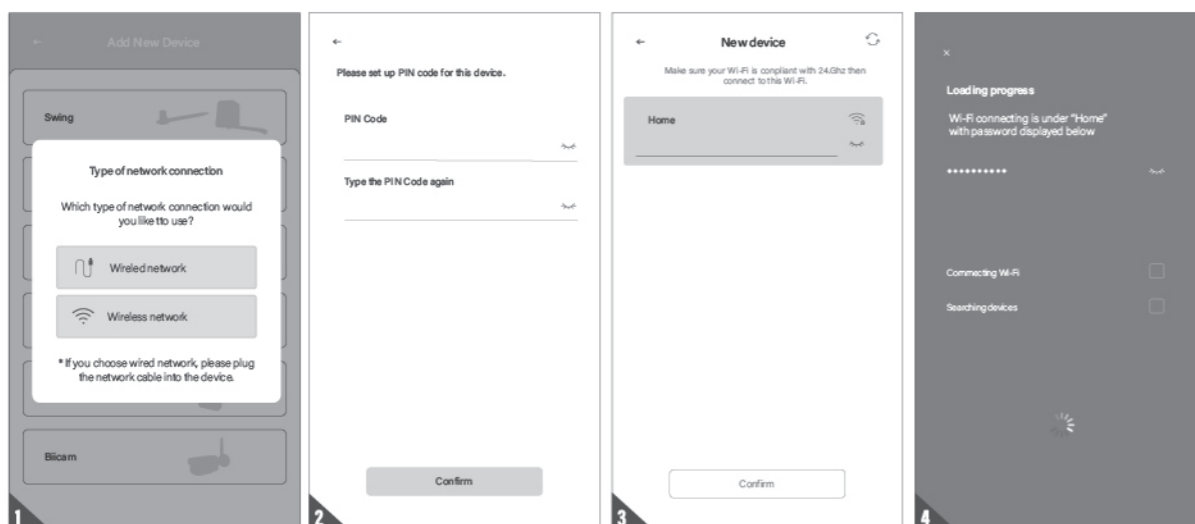 Add New Device
Swing
Type of network connection
Which type of network connection would
you like tto use?
Wireled network
Wireless network
* If you choose wired network, please plug
the network cable into the device.
Biicam
1
Please set up PIN code for this device.
PIN Code
Type the PIN Code again
Confirm
2
New device
Make sure your Wi-Fi is conpliant with 24.Ghz then
connect to this Wi-Fi.
Home
Confirm
3
×
Loading progress
Wi-Fi connecting is under "Home"
with password displayed below
**********
Commecting Wi-Fi
Searching devices
4